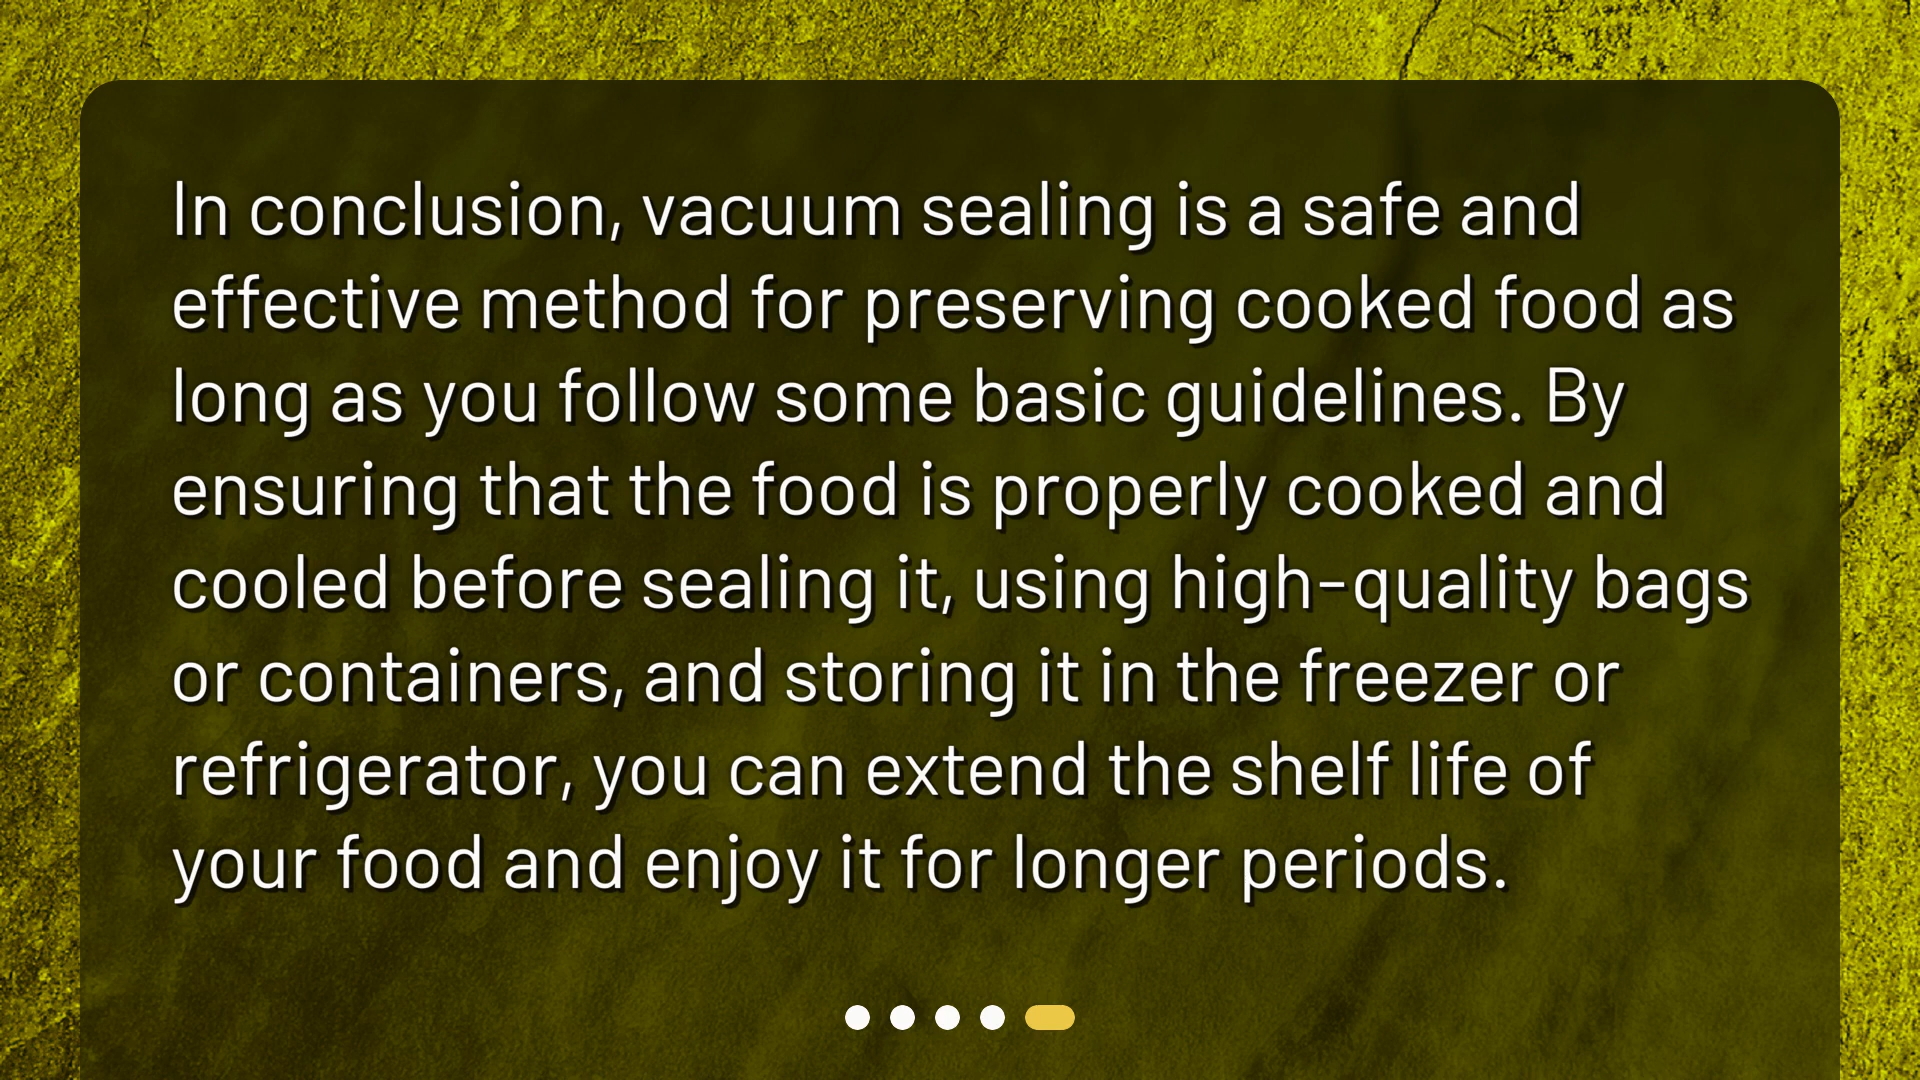 In conclusion, vacuum sealing is a safe and
effective method for preserving cooked food as
long as you follow some basic guidelines. By
ensuring that the food is properly cooked and
cooled before sealing it, using high-quality bags
or containers, and storing it in the freezer or
refrigerator, you can extend the shelf life of
your food and enjoy it for longer periods.